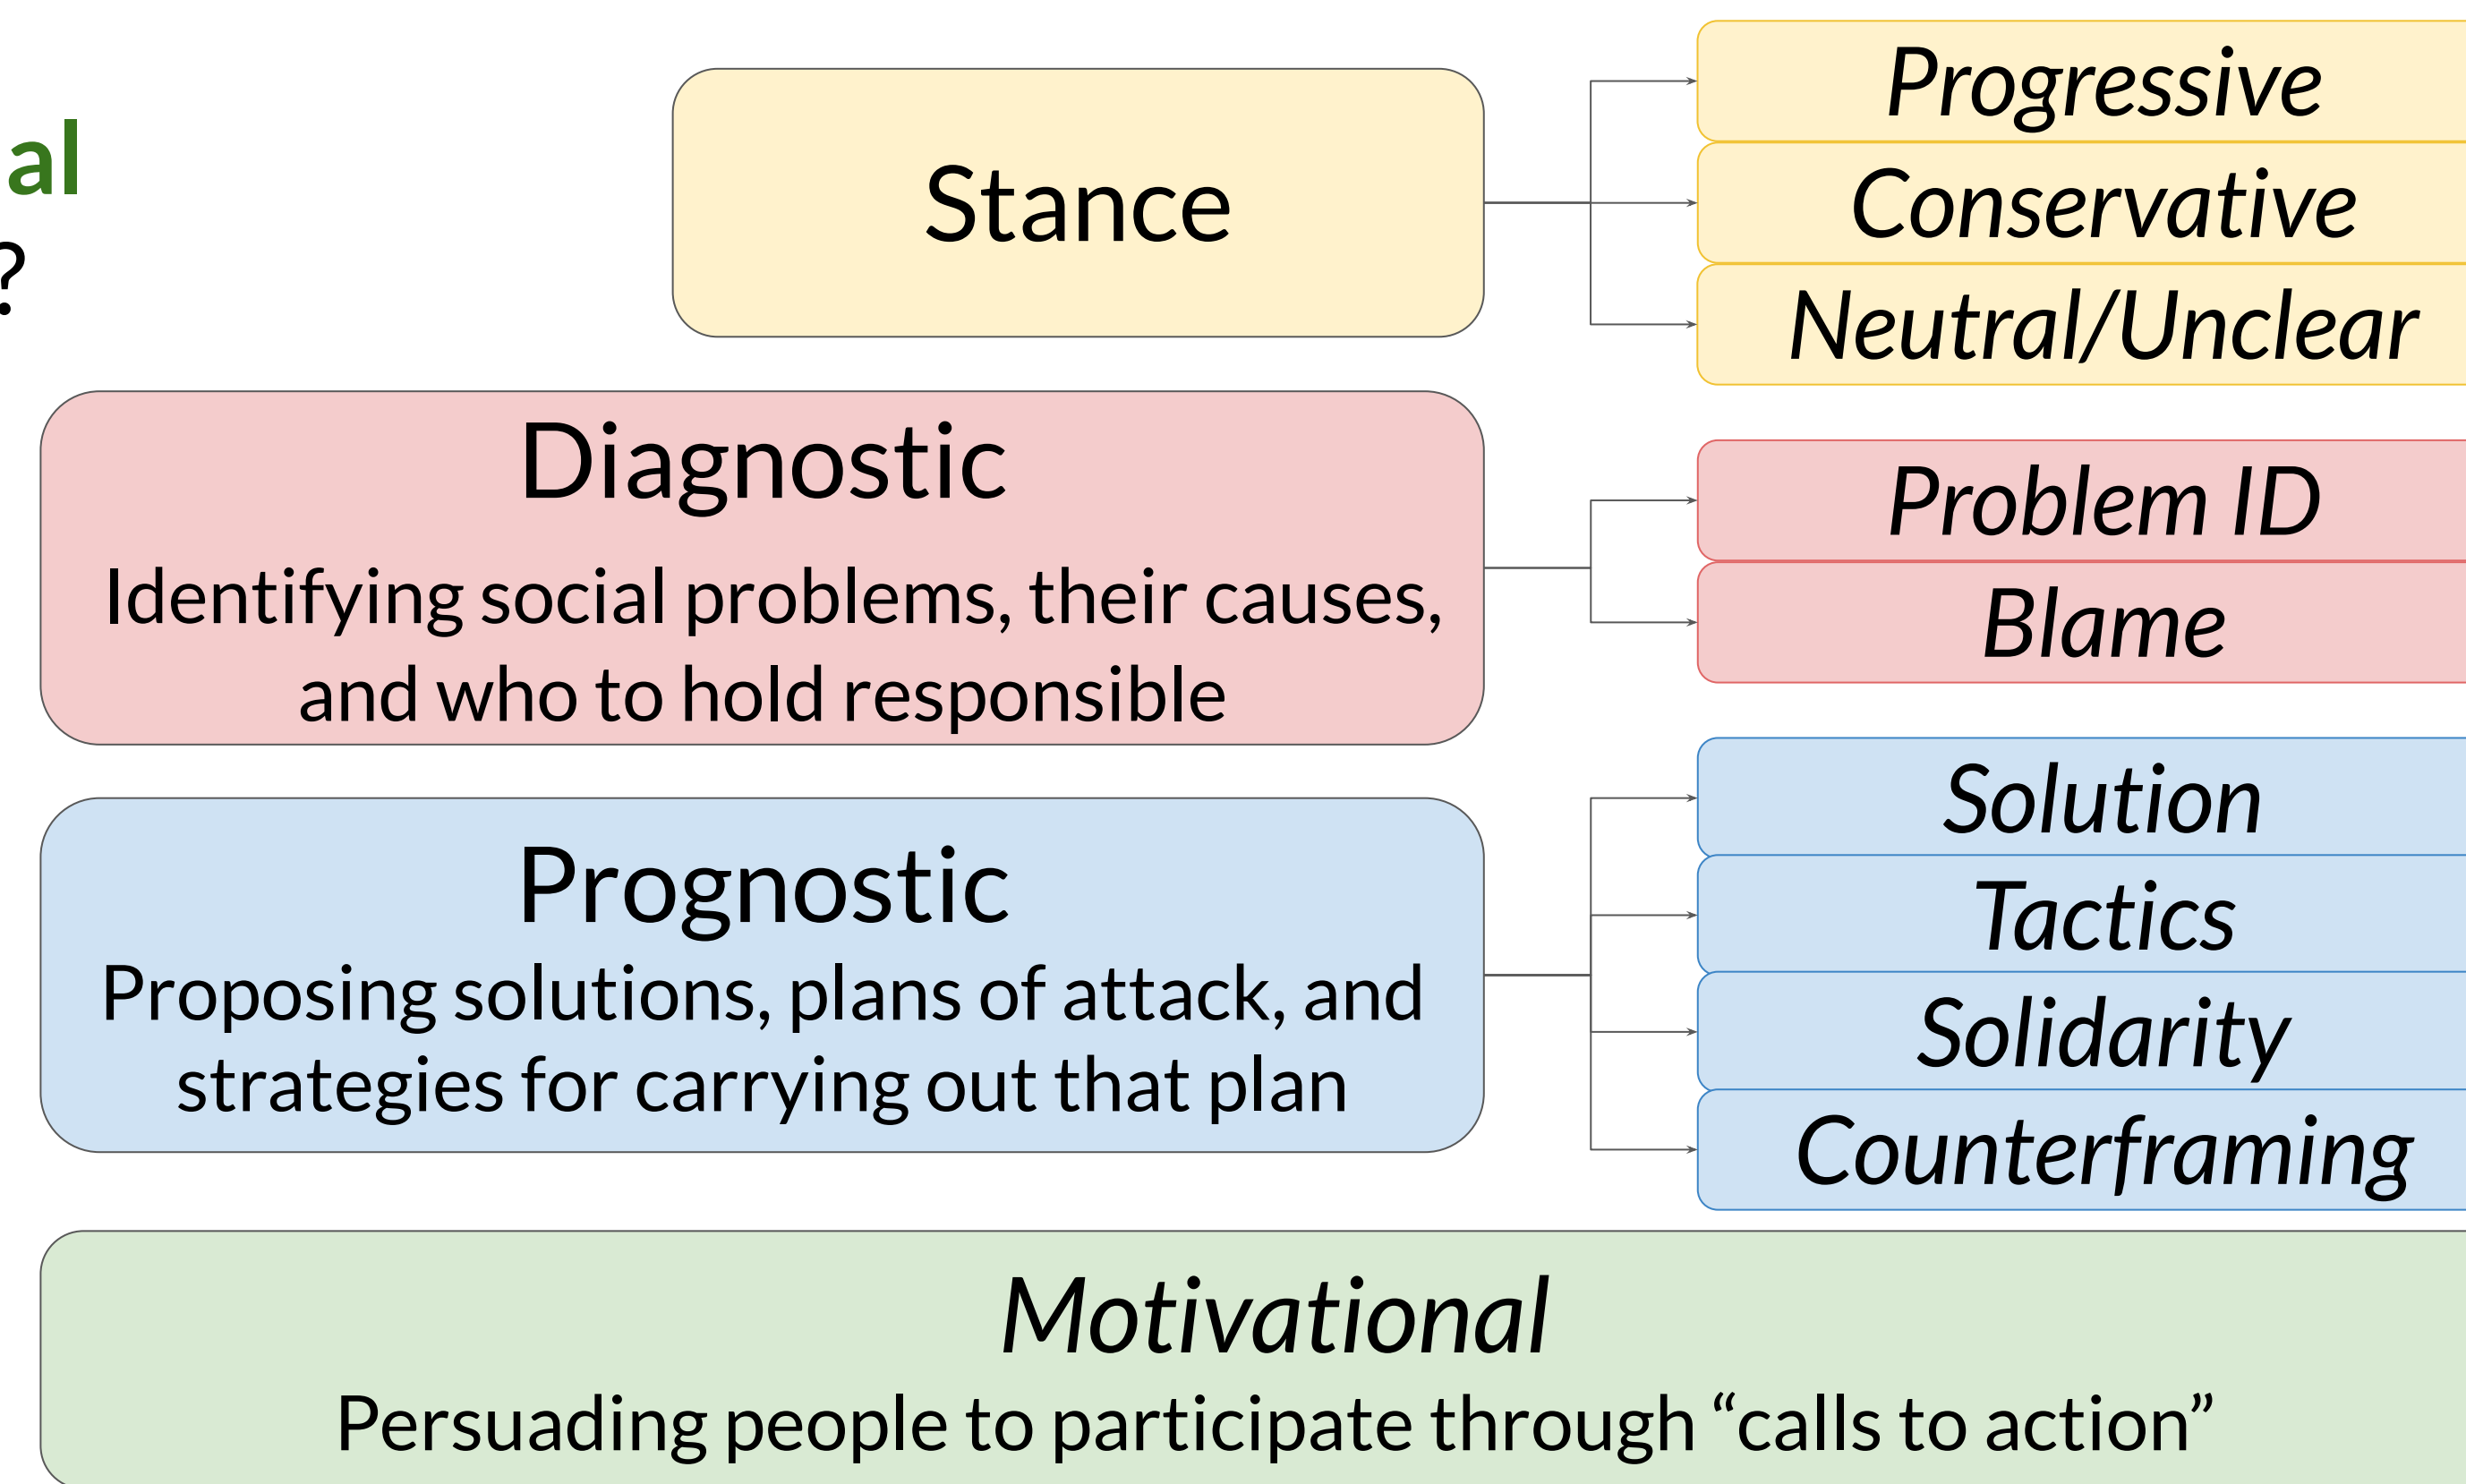 al
?
Stance
Progressive
Conservative
Neutral/Unclear
Diagnostic
Identifying social problems, their causes,
and who to hold responsible
Problem ID
Blame
Prognostic
Proposing solutions, plans of attack, and
strategies for carrying out that plan
Solution
Tactics
Solidarity
Counterframing
Motivational
Persuading people to participate through “calls to action”